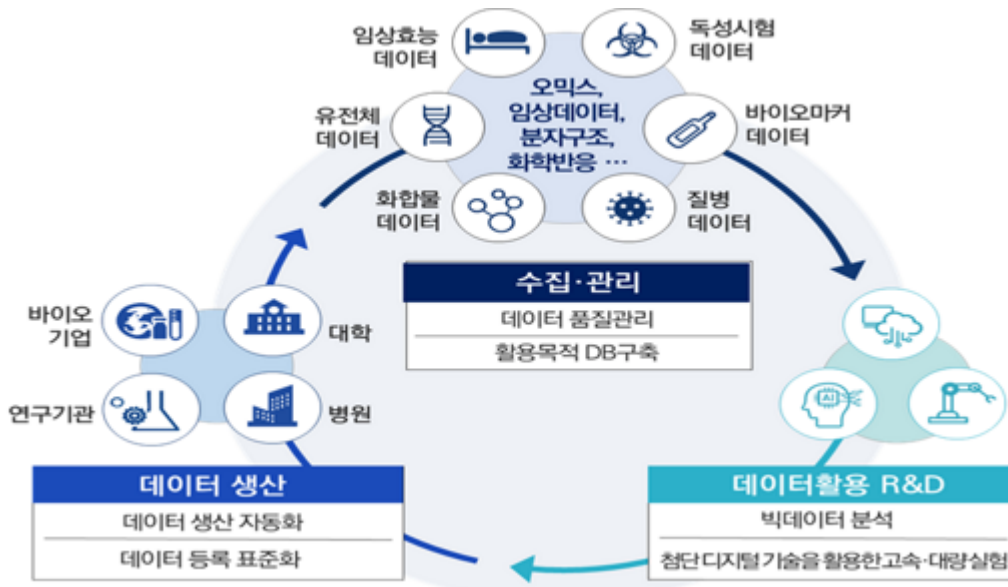 임상효능
데이터
독성시험
데이터
유전체
데이터
오믹스,
임상데이터,
분자구조,
화학반응 …
바이오마커
데이터
화합물
데이터
질병
데이터
수집·관리
데이터 품질관리
활용목적 DB구축
바이오
기업
대학
연구기관
병원
AI
데이터 생산
데이터 생산 자동화
데이터 등록 표준화
데이터활용 R&D
빅데이터 분석
첨단 디지털 기술을 활용한 고속·대량 실험